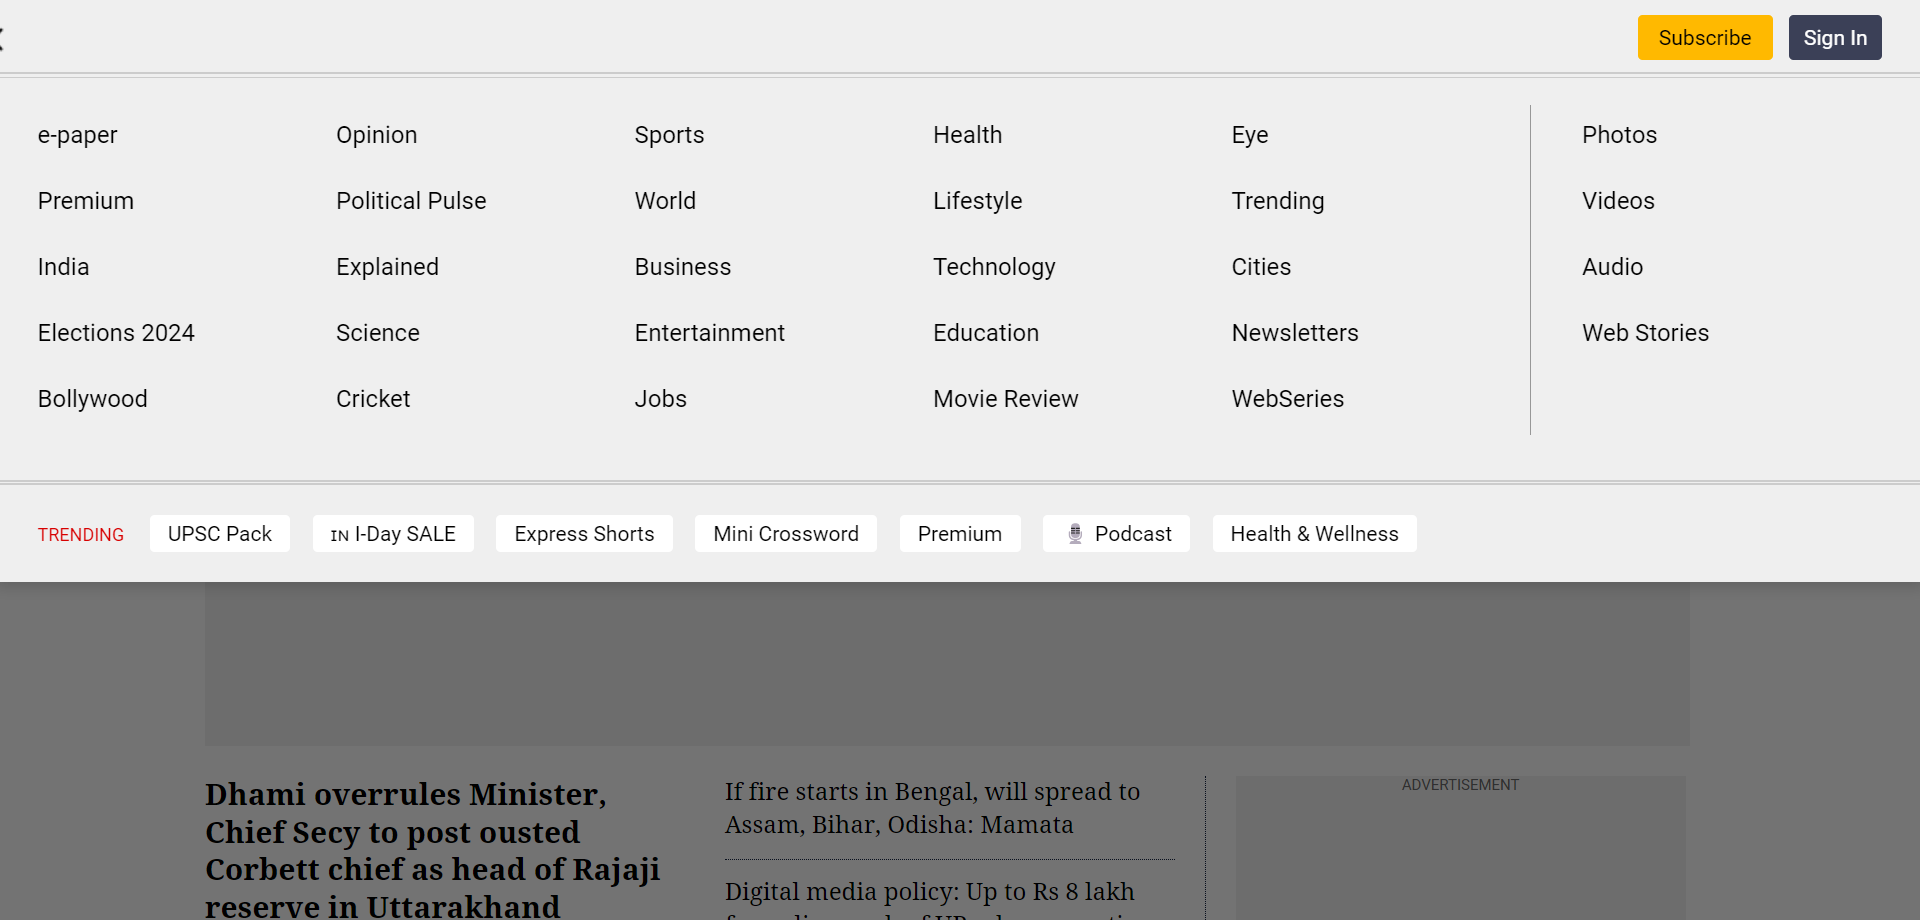 Subscribe
Sign In
e-paper
Opinion
Sports
Health
Eye
Photos
Premium
Political Pulse
World
Lifestyle
Trending
Videos
India
Explained
Business
Technology
Cities
Audio
Elections 2024
Science
Entertainment
Education
Newsletters
Web Stories
Bollywood
Cricket
Jobs
Movie Review
WebSeries
TRENDING
UPSC Pack
IN I-Day SALE
Express Shorts
Mini Crossword
Premium
Podcast
Health & Wellness
Dhami overrules Minister,
Chief Secy to post ousted
Corbett chief as head of Rajaji
reserve in Uttarakhand
If fire starts in Bengal, will spread to
Assam, Bihar, Odisha: Mamata
Digital media policy: Up to Rs 8 lakh
ADVERTISEMENT